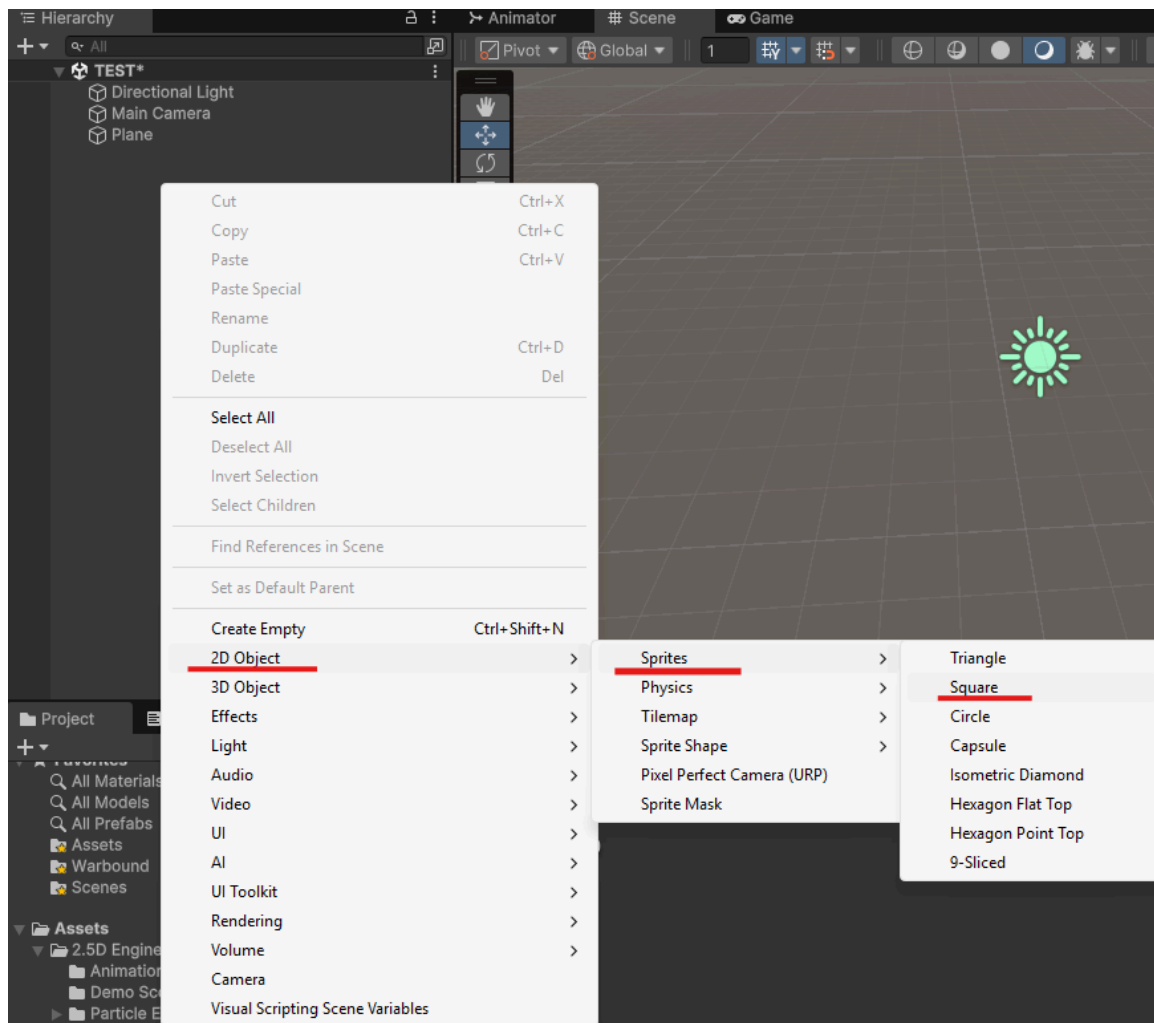 Hierarchy
Animator
Scene
Game
All
Pivot
Global
1
TEST*
Directional Light
Main Camera
Plane
Cut Ctrl+X
Copy Ctrl+C
Paste Ctrl+V
Paste Special
Rename
Duplicate Ctrl+D
Delete Del
Select All
Deselect All
Invert Selection
Select Children
Find References in Scene
Set as Default Parent
Create Empty Ctrl+Shift+N
2D Object
3D Object
Effects
Light
Audio
Video
UI
AI
UI Toolkit
Rendering
Volume
Camera
Visual Scripting Scene Variables
Sprites
Physics
Tilemap
Sprite Shape
Pixel Perfect Camera (URP)
Sprite Mask
Triangle
Square
Circle
Capsule
Isometric Diamond
Hexagon Flat Top
Hexagon Point Top
9-Sliced
Project
Favorites
All Materials
All Models
All Prefabs
Assets
Warbound
Scenes
Assets
2.5D Engine
Animation
Demo Sc
Particle E